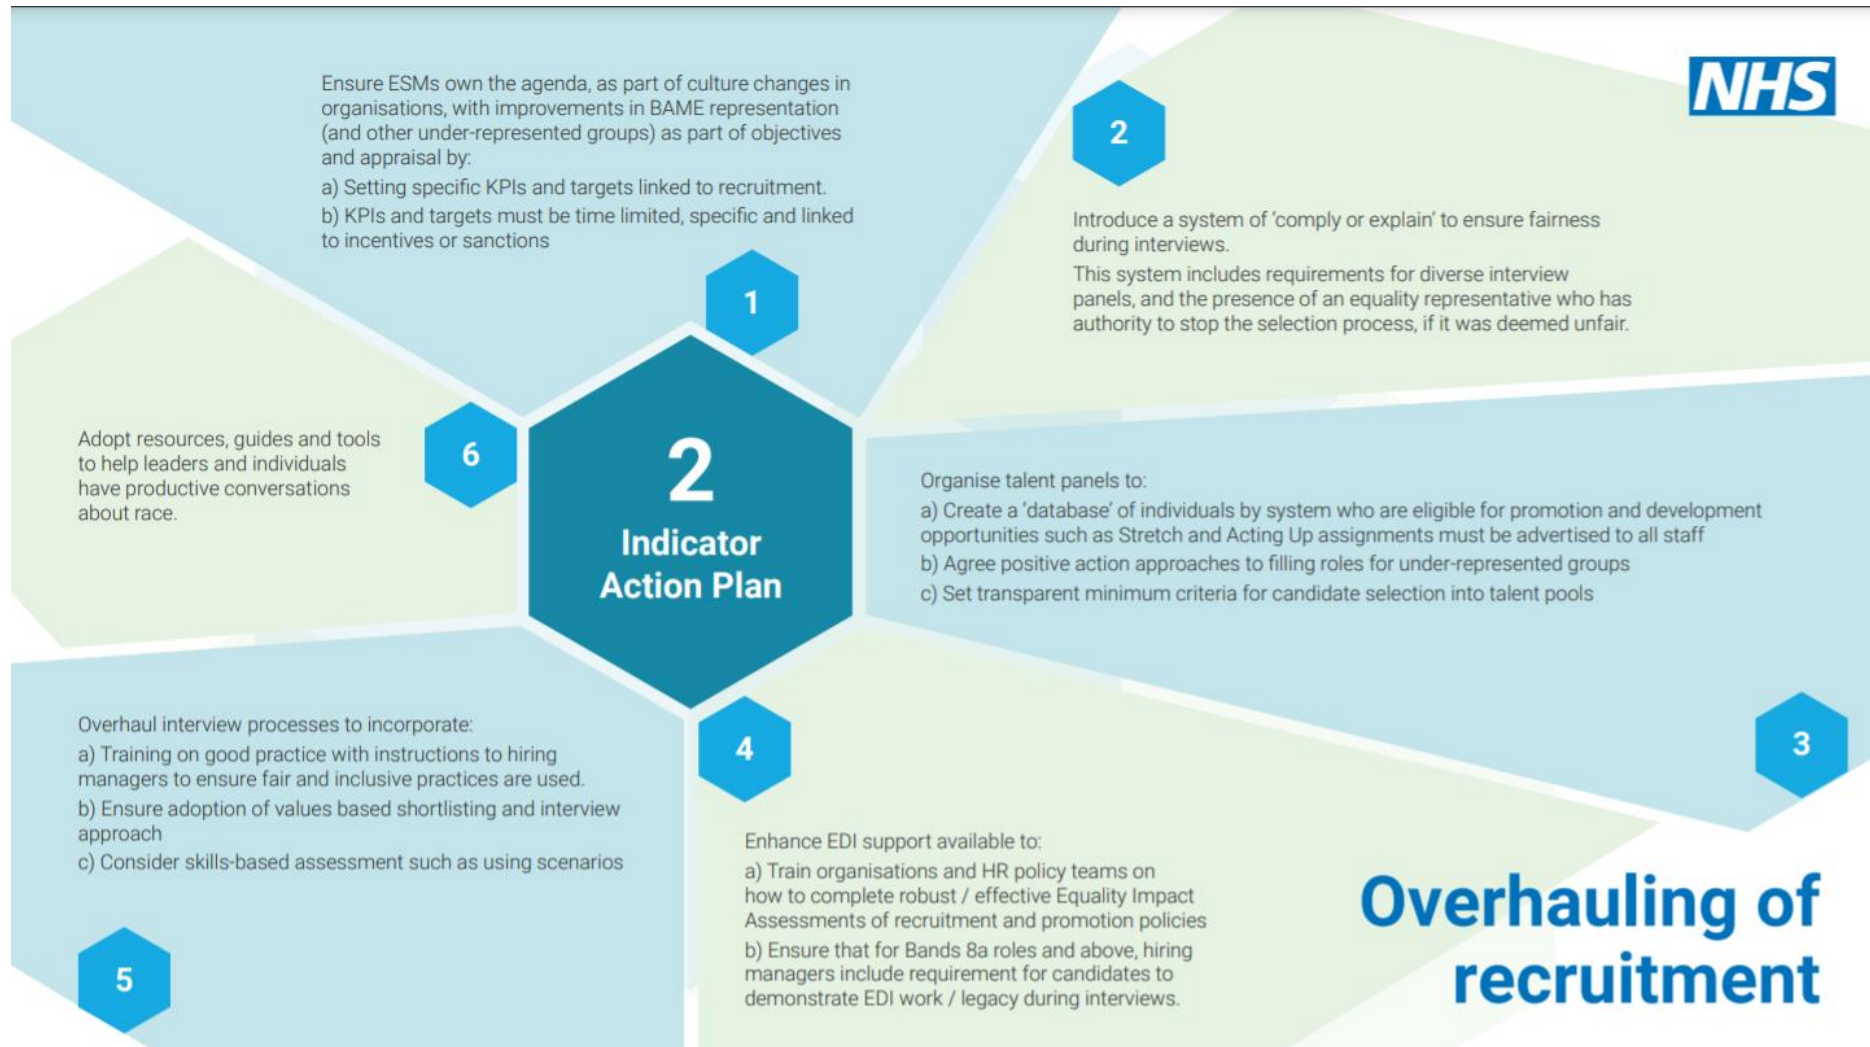 NHS
Ensure ESMs own the agenda, as part of culture changes in
organisations, with improvements in BAME representation
(and other under-represented groups) as part of objectives
and appraisal by:
a) Setting specific KPIs and targets linked to recruitment.
b) KPIs and targets must be time limited, specific and linked
to incentives or sanctions
1
2
Introduce a system of ‘comply or explain’ to ensure fairness
during interviews.
This system includes requirements for diverse interview
panels, and the presence of an equality representative who has
authority to stop the selection process, if it was deemed unfair.
2
Indicator
Action Plan
Organise talent panels to:
a) Create a ‘database’ of individuals by system who are eligible for promotion and development
opportunities such as Stretch and Acting Up assignments must be advertised to all staff
b) Agree positive action approaches to filling roles for under-represented groups
c) Set transparent minimum criteria for candidate selection into talent pools
3
4
Enhance EDI support available to:
a) Train organisations and HR policy teams on
how to complete robust / effective Equality Impact
Assessments of recruitment and promotion policies
b) Ensure that for Bands 8a roles and above, hiring
managers include requirement for candidates to
demonstrate EDI work / legacy during interviews.
Overhaul interview processes to incorporate:
a) Training on good practice with instructions to hiring
managers to ensure fair and inclusive practices are used.
b) Ensure adoption of values based shortlisting and interview
approach
c) Consider skills-based assessment such as using scenarios
5
Adopt resources, guides and tools
to help leaders and individuals
have productive conversations
about race.
6
Overhauling of
recruitment